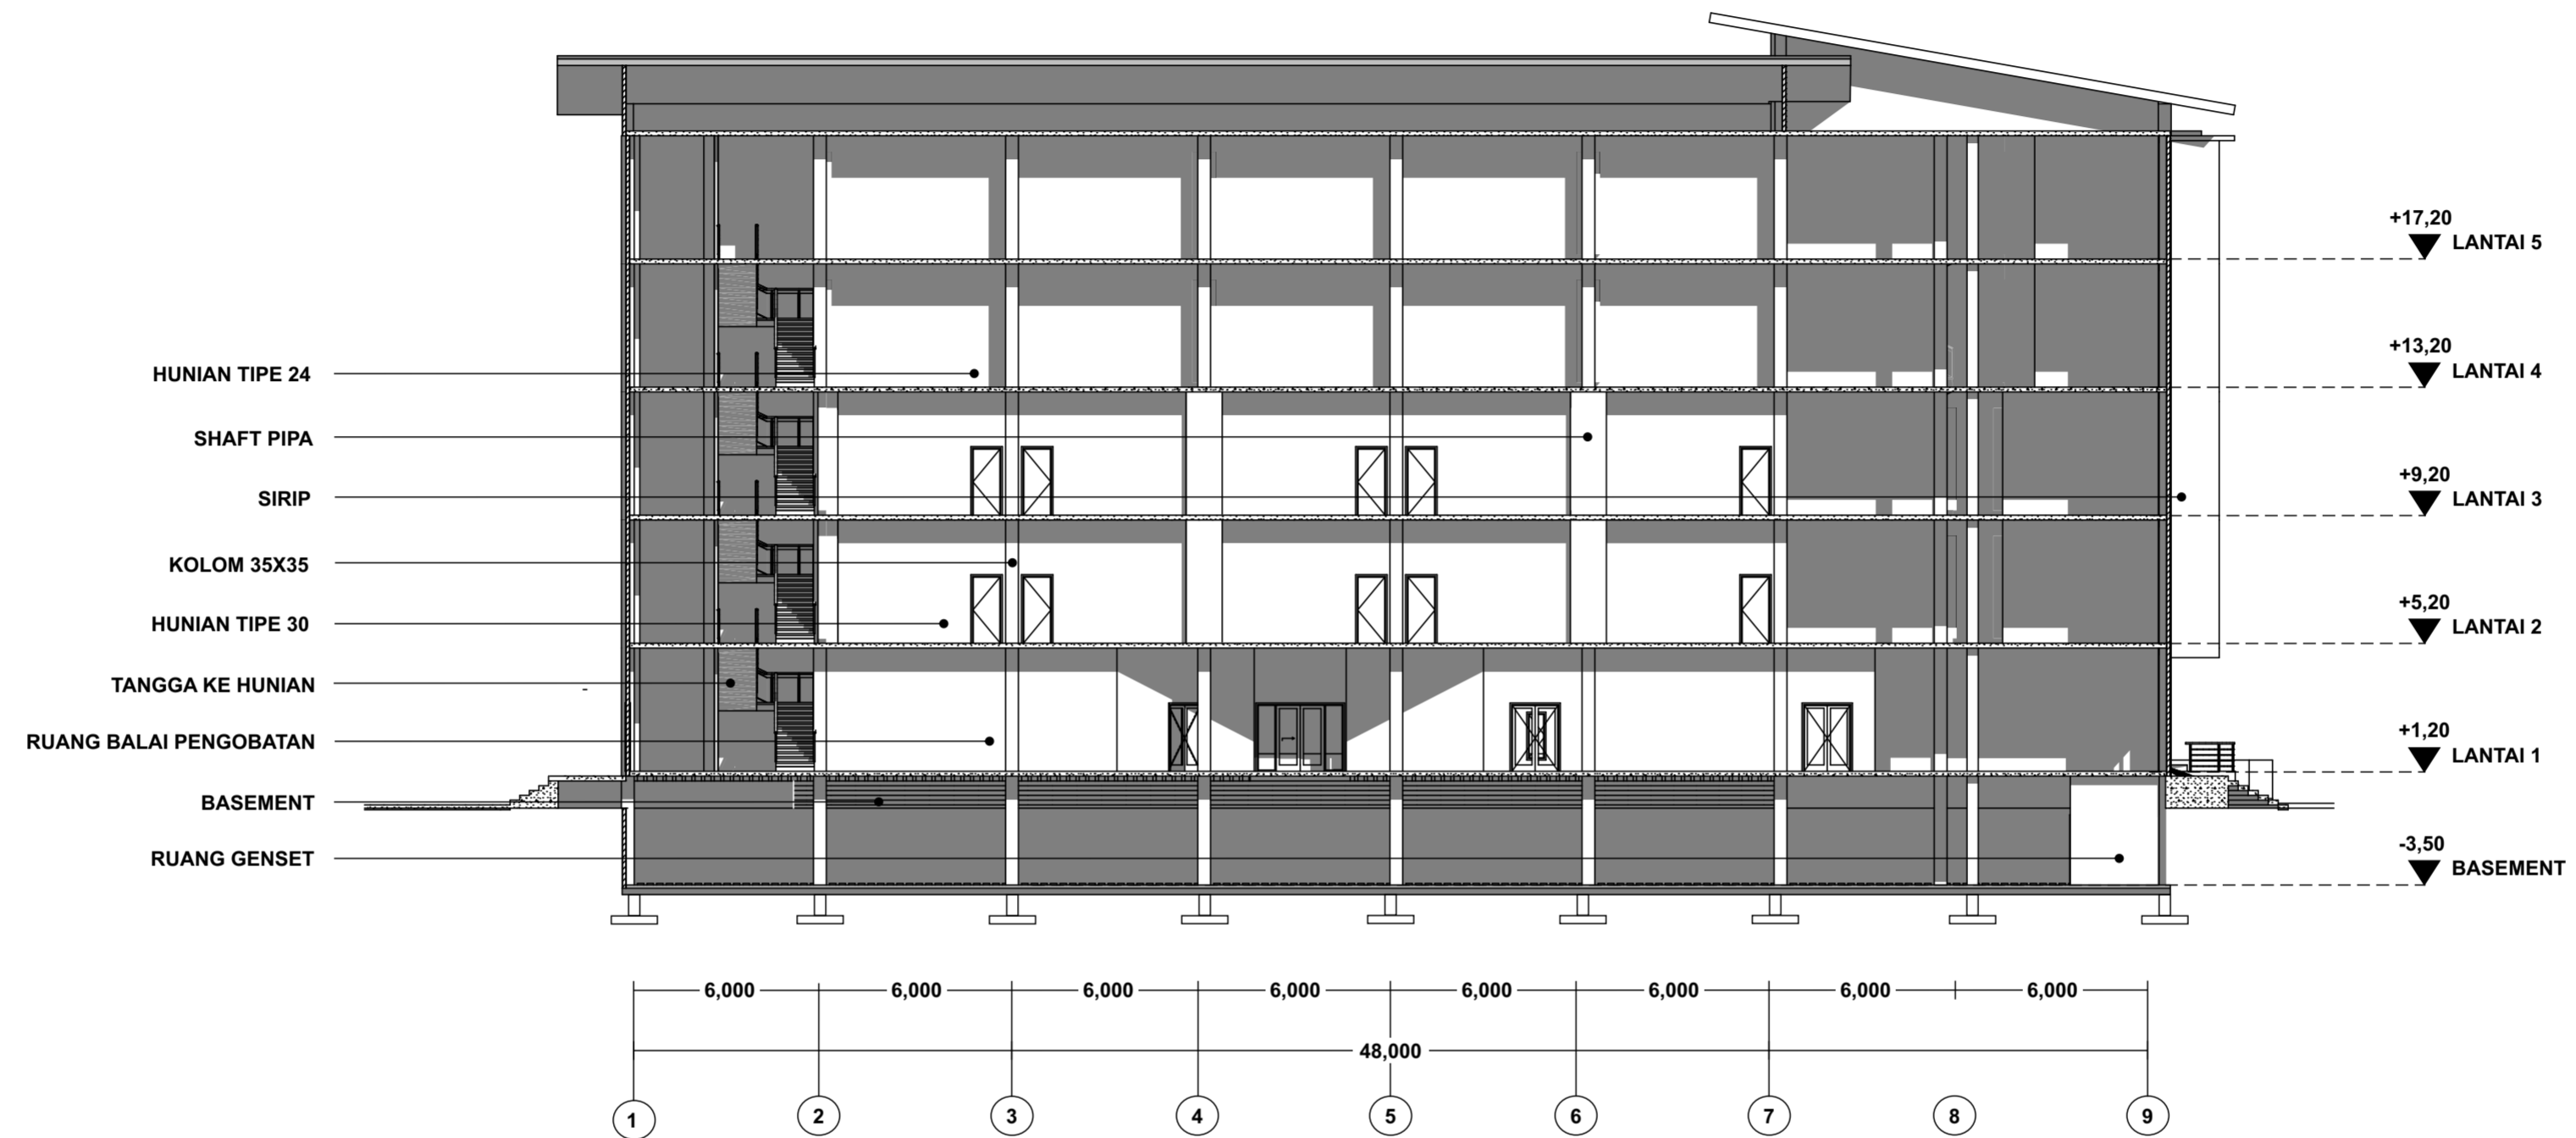 +17,20
LANTAI 5
+13,20
LANTAI 4
HUNIAN TIPE 24
SHAFT PIPA
+9,20
LANTAI 3
SIRIP
KOLOM 35X35
+5,20
LANTAI 2
HUNIAN TIPE 30
TANGGA KE HUNIAN
RUANG BALAI PENGOBATAN
+1,20
LANTAI 1
BASEMENT
RUANG GENSET
-3,50
BASEMENT
6,000 6,000 6,000 6,000 6,000 6,000 6,000 6,000
48,000
1 2 3 4 5 6 7 8 9